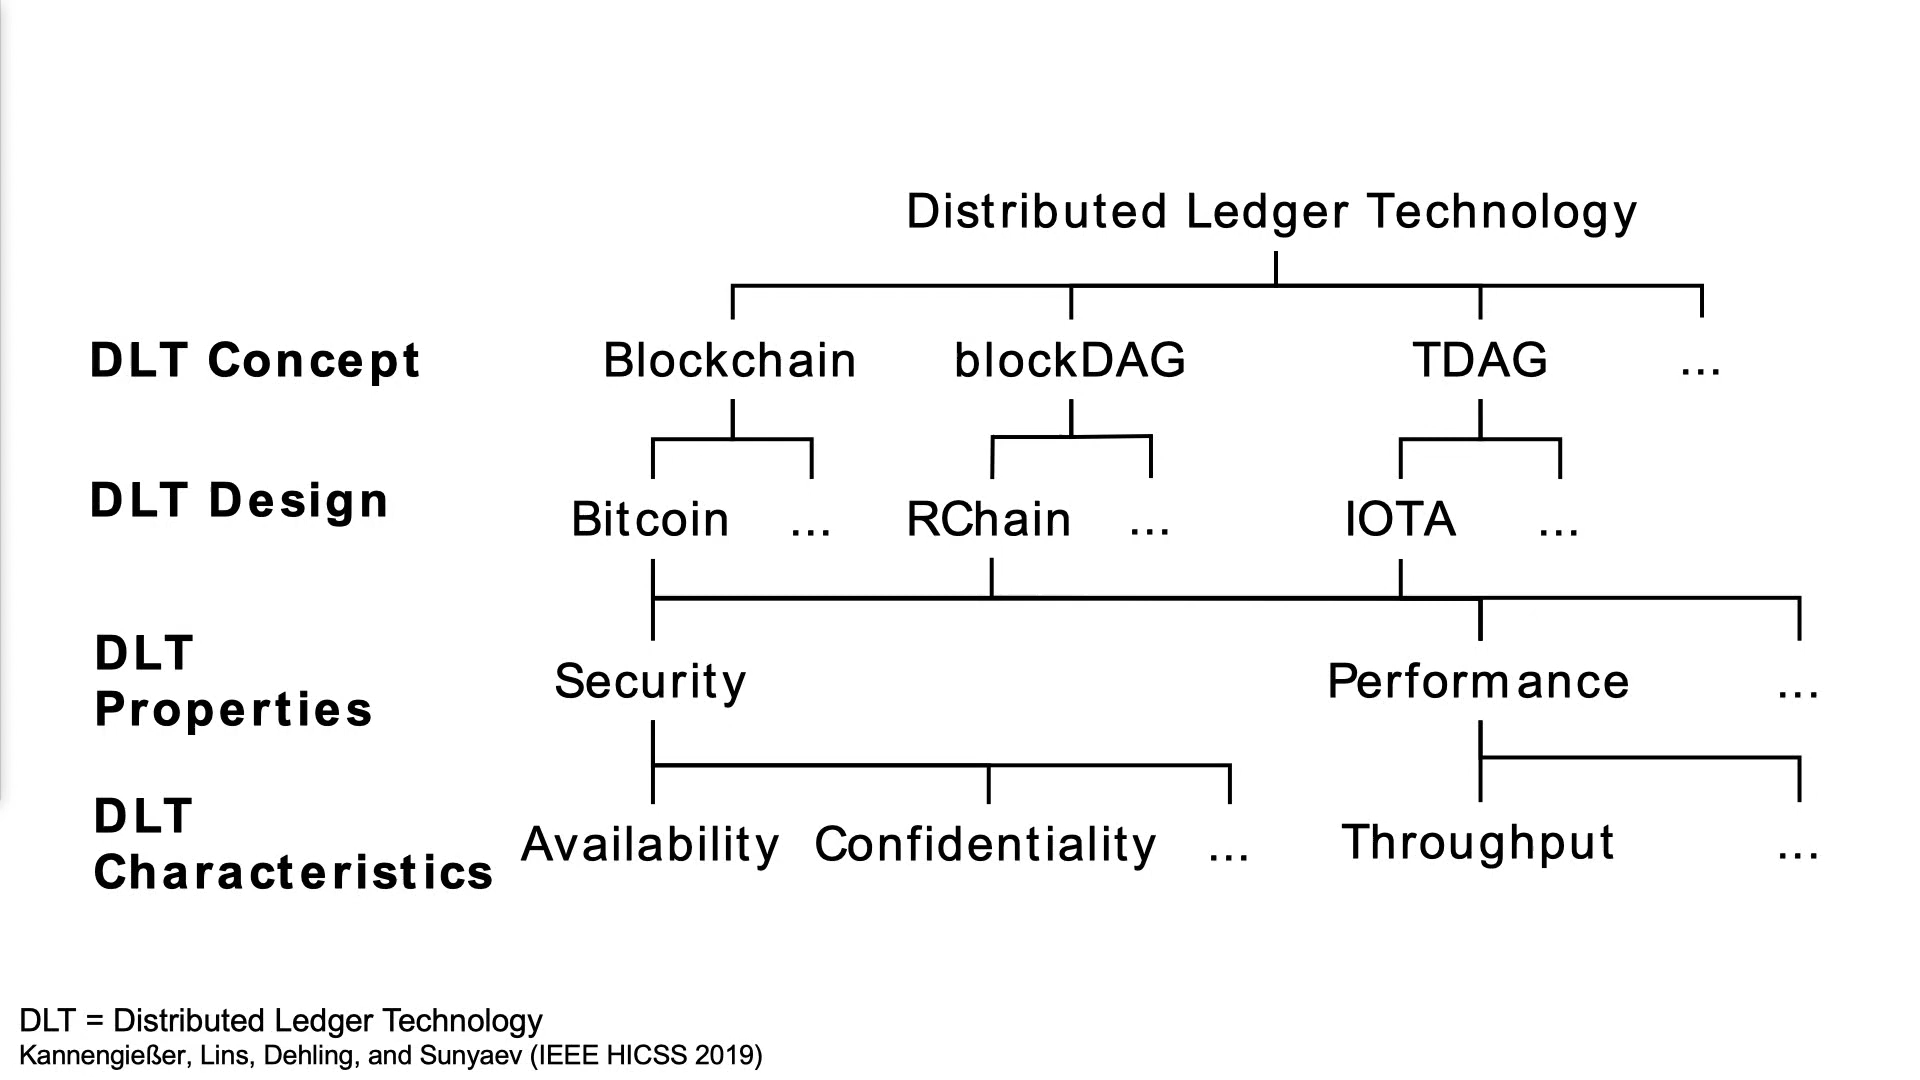 Distributed Ledger Technology
DLT Concept Blockchain blockDAG TDAG ...
DLT Design Bitcoin ... RChain ... IOTA ...
DLT
Properties
Security Performance ...
DLT
Characteristics
Availability Confidentiality ... Throughput ...
DLT = Distributed Ledger Technology
Kannengießer, Lins, Dehling, and Sunyaev (IEEE HICSS 2019)